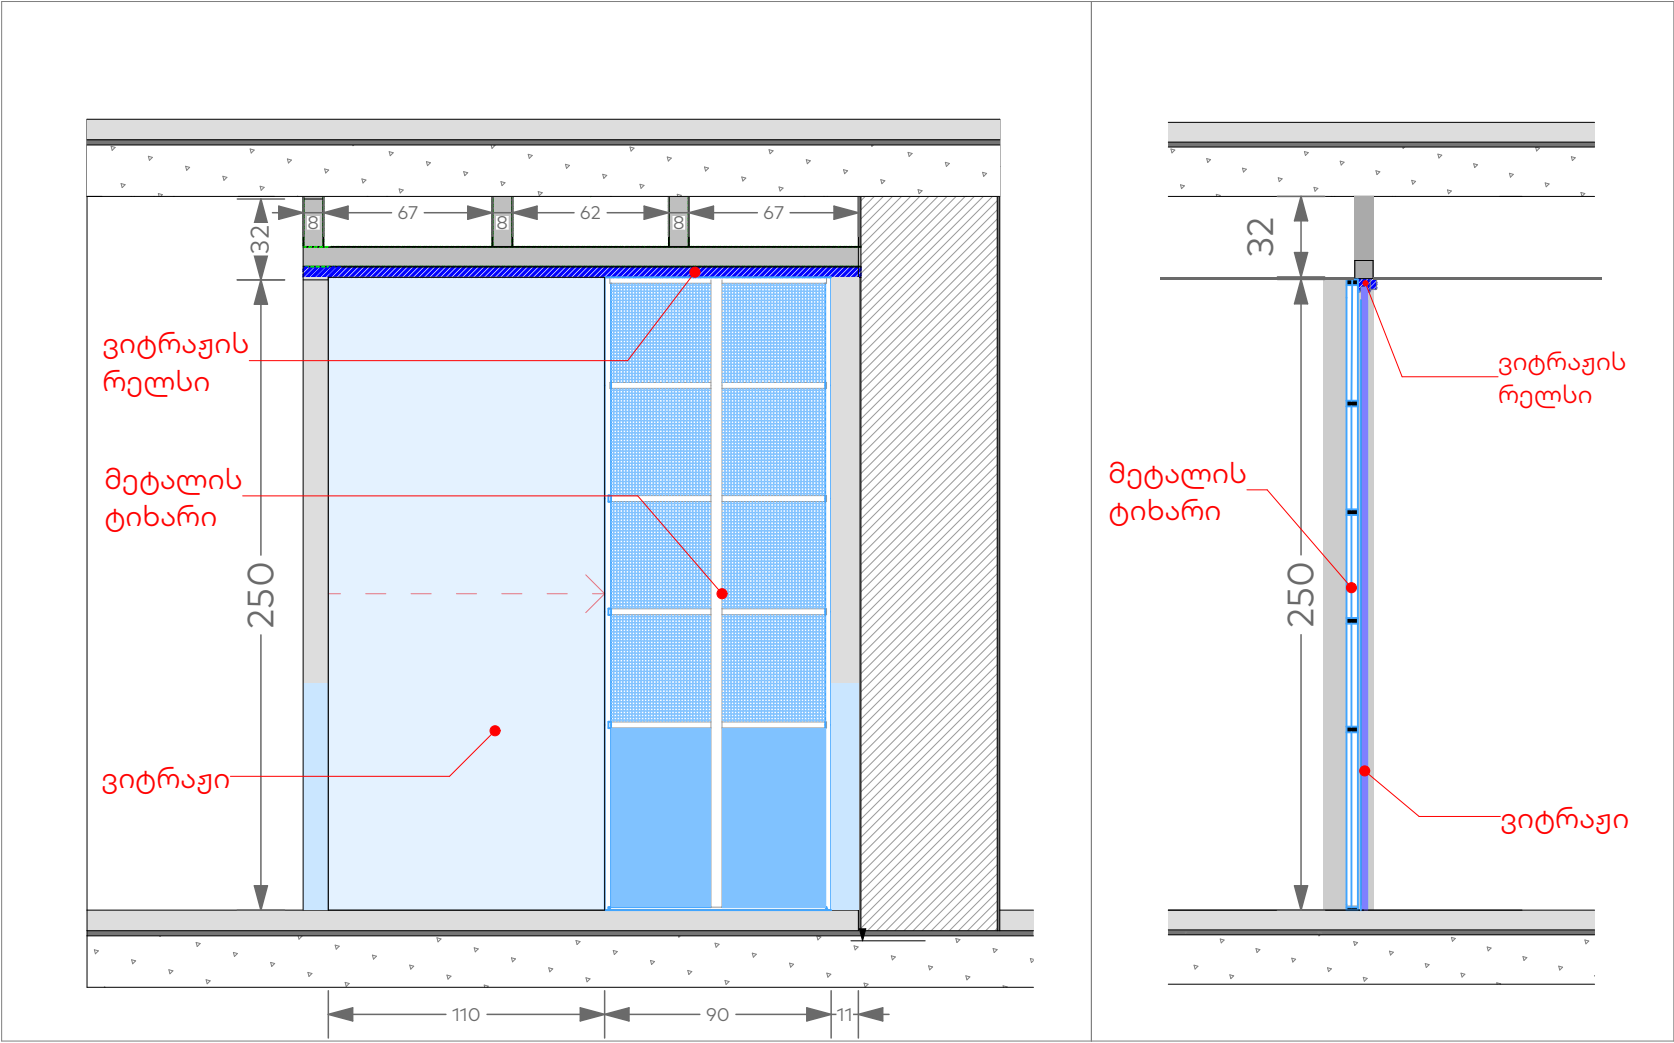 8
67
8
62
8
67
32
250
ვიტრაჟის
რელსი
მეტალის
ტიხარი
ვიტრაჟი
110
90
11
32
250
ვიტრაჟის
რელსი
მეტალის
ტიხარი
ვიტრაჟი